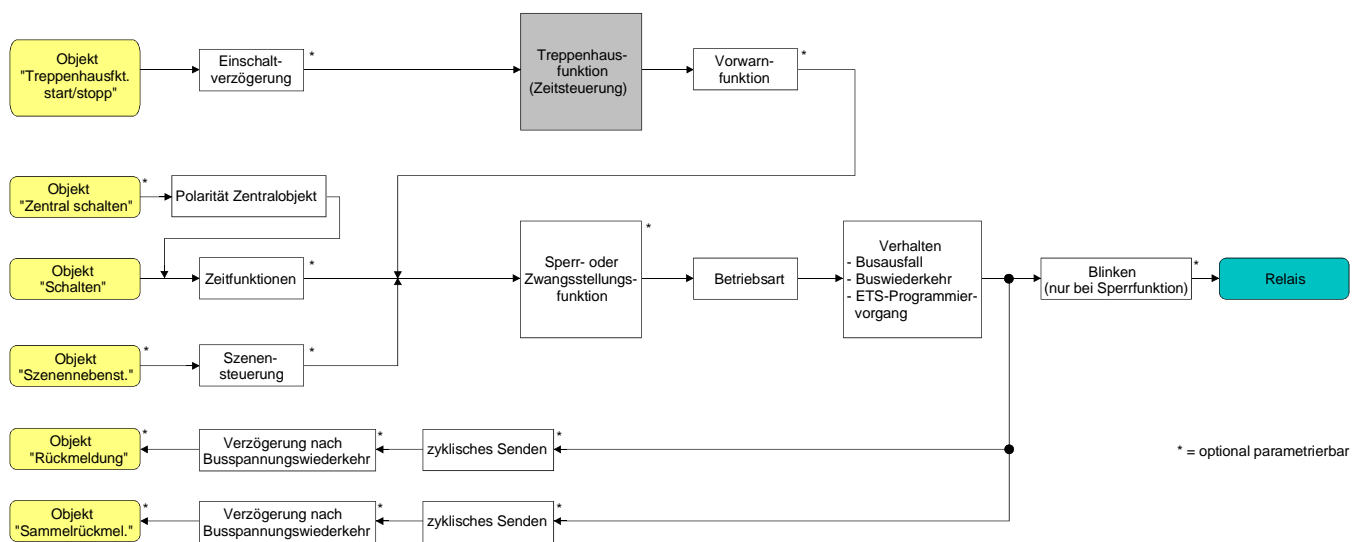 Objekt
"Treppenhausfkt.
start/stopp"
*
Einschalt-
verzögerung
Treppenhaus-
funktion
(Zeitsteuerung)
*
Vorwarn-
funktion
*
Objekt
"Zentral schalten"
Polarität Zentralobjekt
Objekt
"Schalten"
*
Zeitfunktionen
*
Sperr- oder
Zwangsstellungs-
funktion
Betriebsart
Verhalten
- Busausfall
- Buswiederkehr
- ETS-Programmier-
vorgang
*
Blinken
(nur bei Sperrfunktion)
Relais
*
Objekt
"Szenennebenst."
*
Szenen-
steuerung
*
Objekt
"Rückmeldung"
*
Verzögerung nach
Busspannungswiederkehr
*
zyklisches Senden
* = optional parametrierbar
*
Objekt
"Sammelrückmel."
*
Verzögerung nach
Busspannungswiederkehr
*
zyklisches Senden